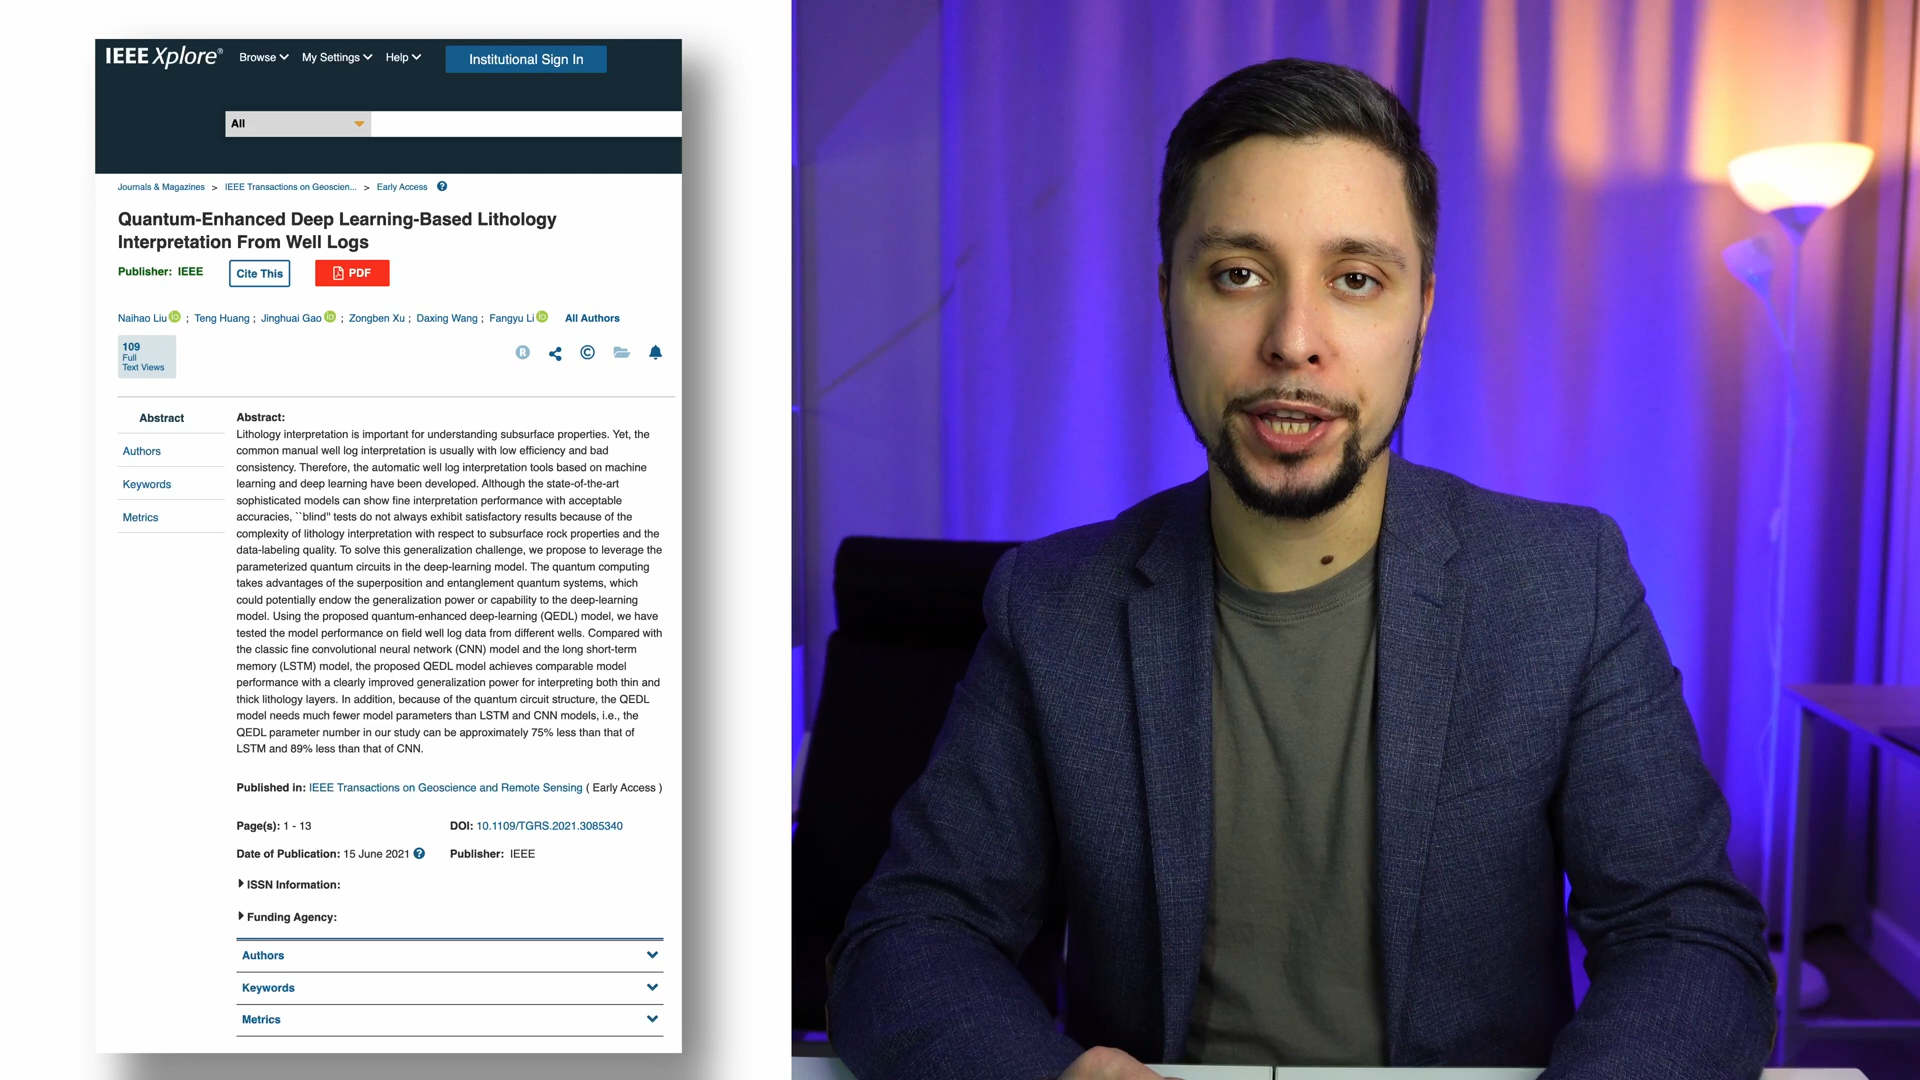 IEEE Xplore® Browse My Settings Help Institutional Sign In
All
Journals & Magazines > IEEE Transactions on Geoscien... > Early Access ?
Quantum-Enhanced Deep Learning-Based Lithology
Interpretation From Well Logs
Publisher: IEEE Cite This PDF
Naihao Liu iD ; Teng Huang ; Jinghuai Gao iD ; Zongben Xu ; Daxing Wang ; Fangyu Li iD All Authors
109
Full
Text Views
R ©
Abstract
Authors
Keywords
Metrics
Abstract:
Lithology interpretation is important for understanding subsurface properties. Yet, the
common manual well log interpretation is usually with low efficiency and bad
consistency. Therefore, the automatic well log interpretation tools based on machine
learning and deep learning have been developed. Although the state-of-the-art
sophisticated models can show fine interpretation performance with acceptable
accuracies, ``blind'' tests do not always exhibit satisfactory results because of the
complexity of lithology interpretation with respect to subsurface rock properties and the
data-labeling quality. To solve this generalization challenge, we propose to leverage the
parameterized quantum circuits in the deep-learning model. The quantum computing
takes advantages of the superposition and entanglement quantum systems, which
could potentially endow the generalization power or capability to the deep-learning
model. Using the proposed quantum-enhanced deep-learning (QEDL) model, we have
tested the model performance on field well log data from different wells. Compared with
the classic fine convolutional neural network (CNN) model and the long short-term
memory (LSTM) model, the proposed QEDL model achieves comparable model
performance with a clearly improved generalization power for interpreting both thin and
thick lithology layers. In addition, because of the quantum circuit structure, the QEDL
model needs much fewer model parameters than LSTM and CNN models, i.e., the
QEDL parameter number in our study can be approximately 75% less than that of
LSTM and 89% less than that of CNN.
Published in: IEEE Transactions on Geoscience and Remote Sensing ( Early Access )
Page(s): 1 - 13 DOI: 10.1109/TGRS.2021.3085340
Date of Publication: 15 June 2021 ? Publisher: IEEE
ISSN Information:
Funding Agency:
Authors
Keywords
Metrics